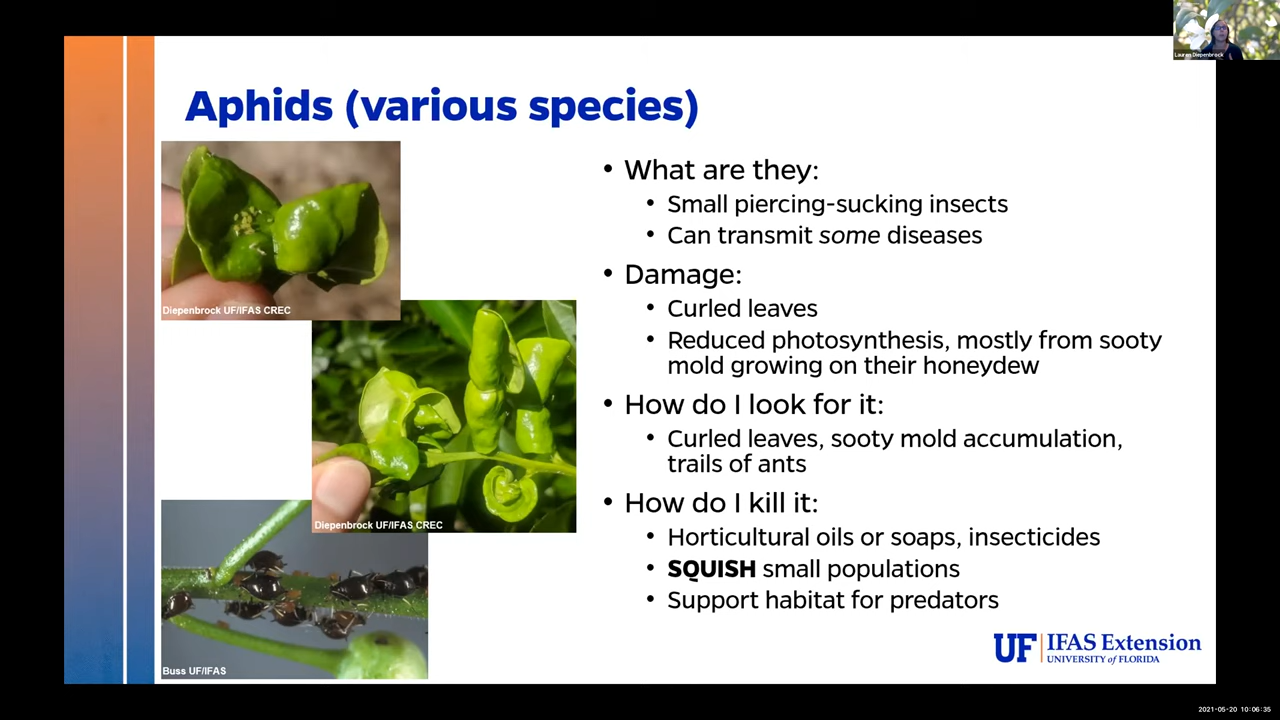 Lauren Diepenbrock
Aphids (various species)
Diepenbrock UF/IFAS CREC
Diepenbrock UF/IFAS CREC
Buss UF/IFAS
• What are they:
• Small piercing-sucking insects
• Can transmit some diseases
• Damage:
• Curled leaves
• Reduced photosynthesis, mostly from sooty
mold growing on their honeydew
• How do I look for it:
• Curled leaves, sooty mold accumulation,
trails of ants
• How do I kill it:
• Horticultural oils or soaps, insecticides
• SQUISH small populations
• Support habitat for predators
UF IFAS Extension
UNIVERSITY of FLORIDA
2021-05-20 10:06:35